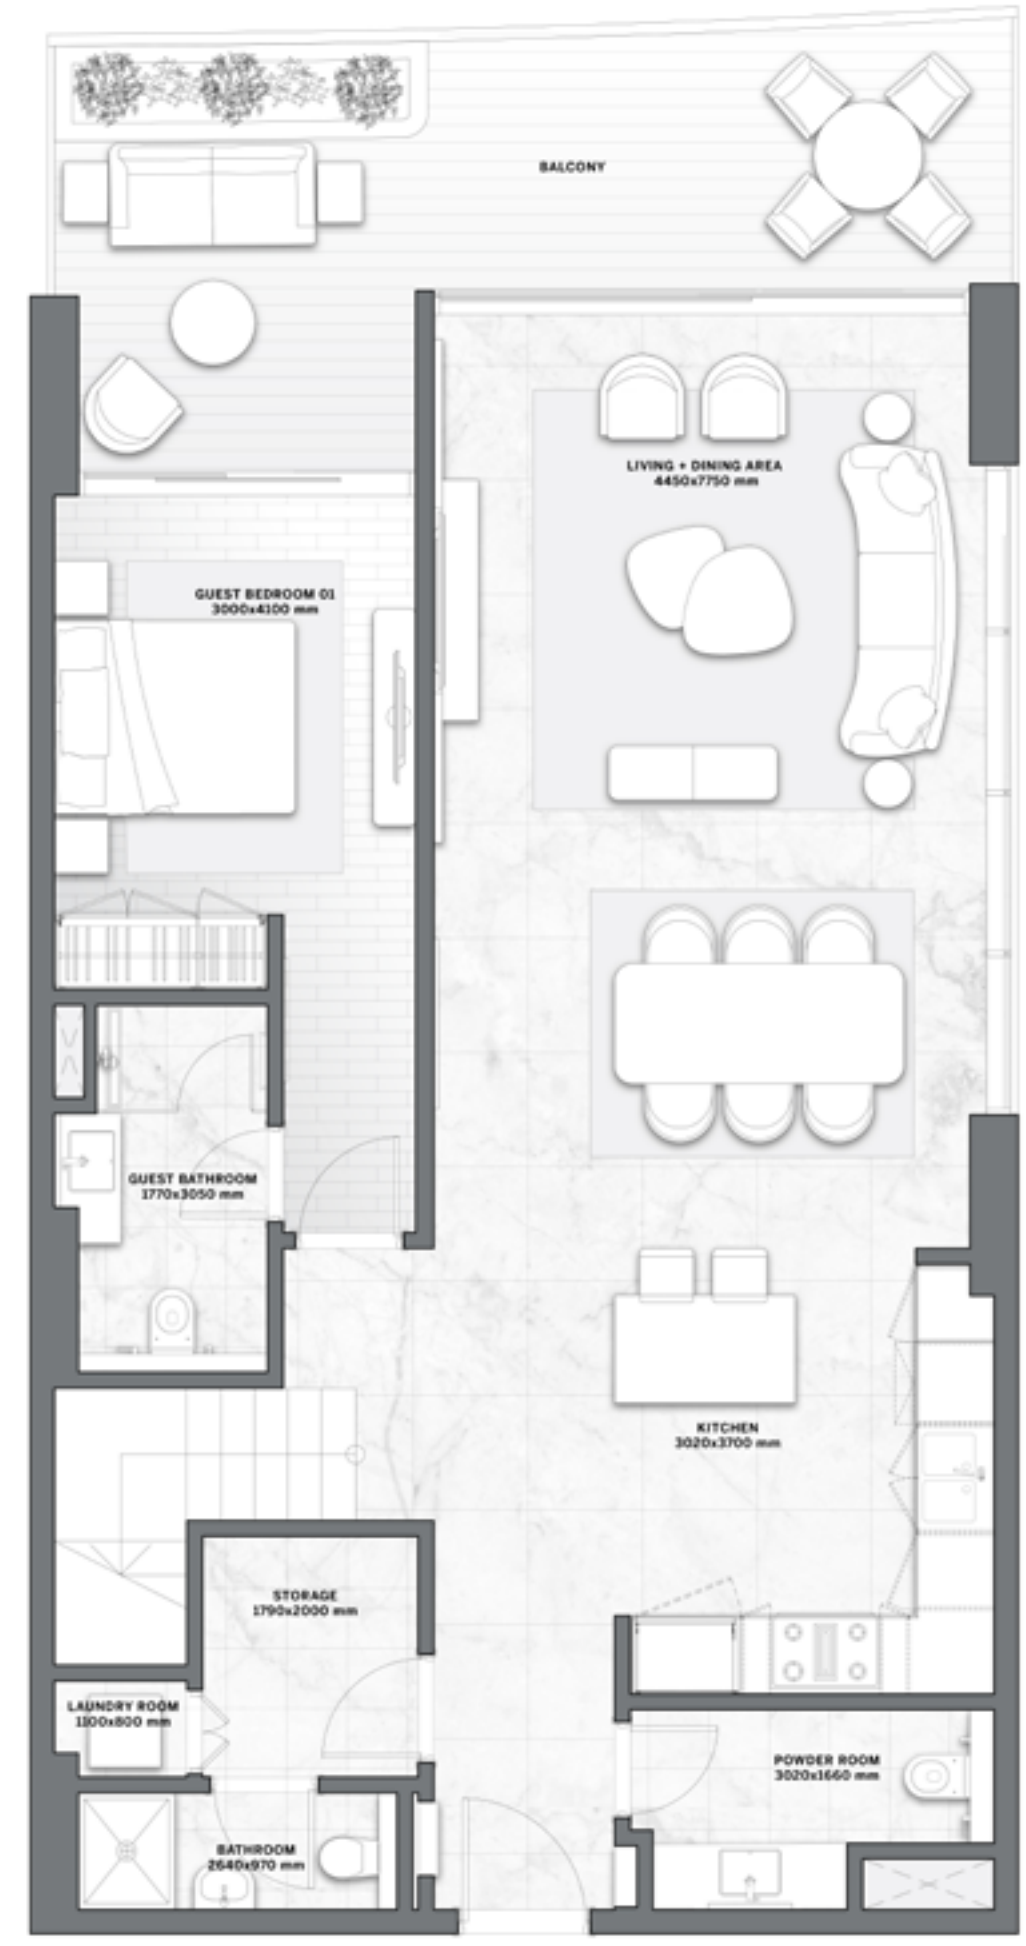 BALCONY
LIVING + DINING AREA
4450x7750 mm
GUEST BEDROOM 01
3000x4100 mm
GUEST BATHROOM
1770x3050 mm
KITCHEN
3020x3700 mm
STORAGE
1790x2000 mm
LAUNDRY ROOM
1100x800 mm
POWDER ROOM
3020x1660 mm
BATHROOM
2640x970 mm